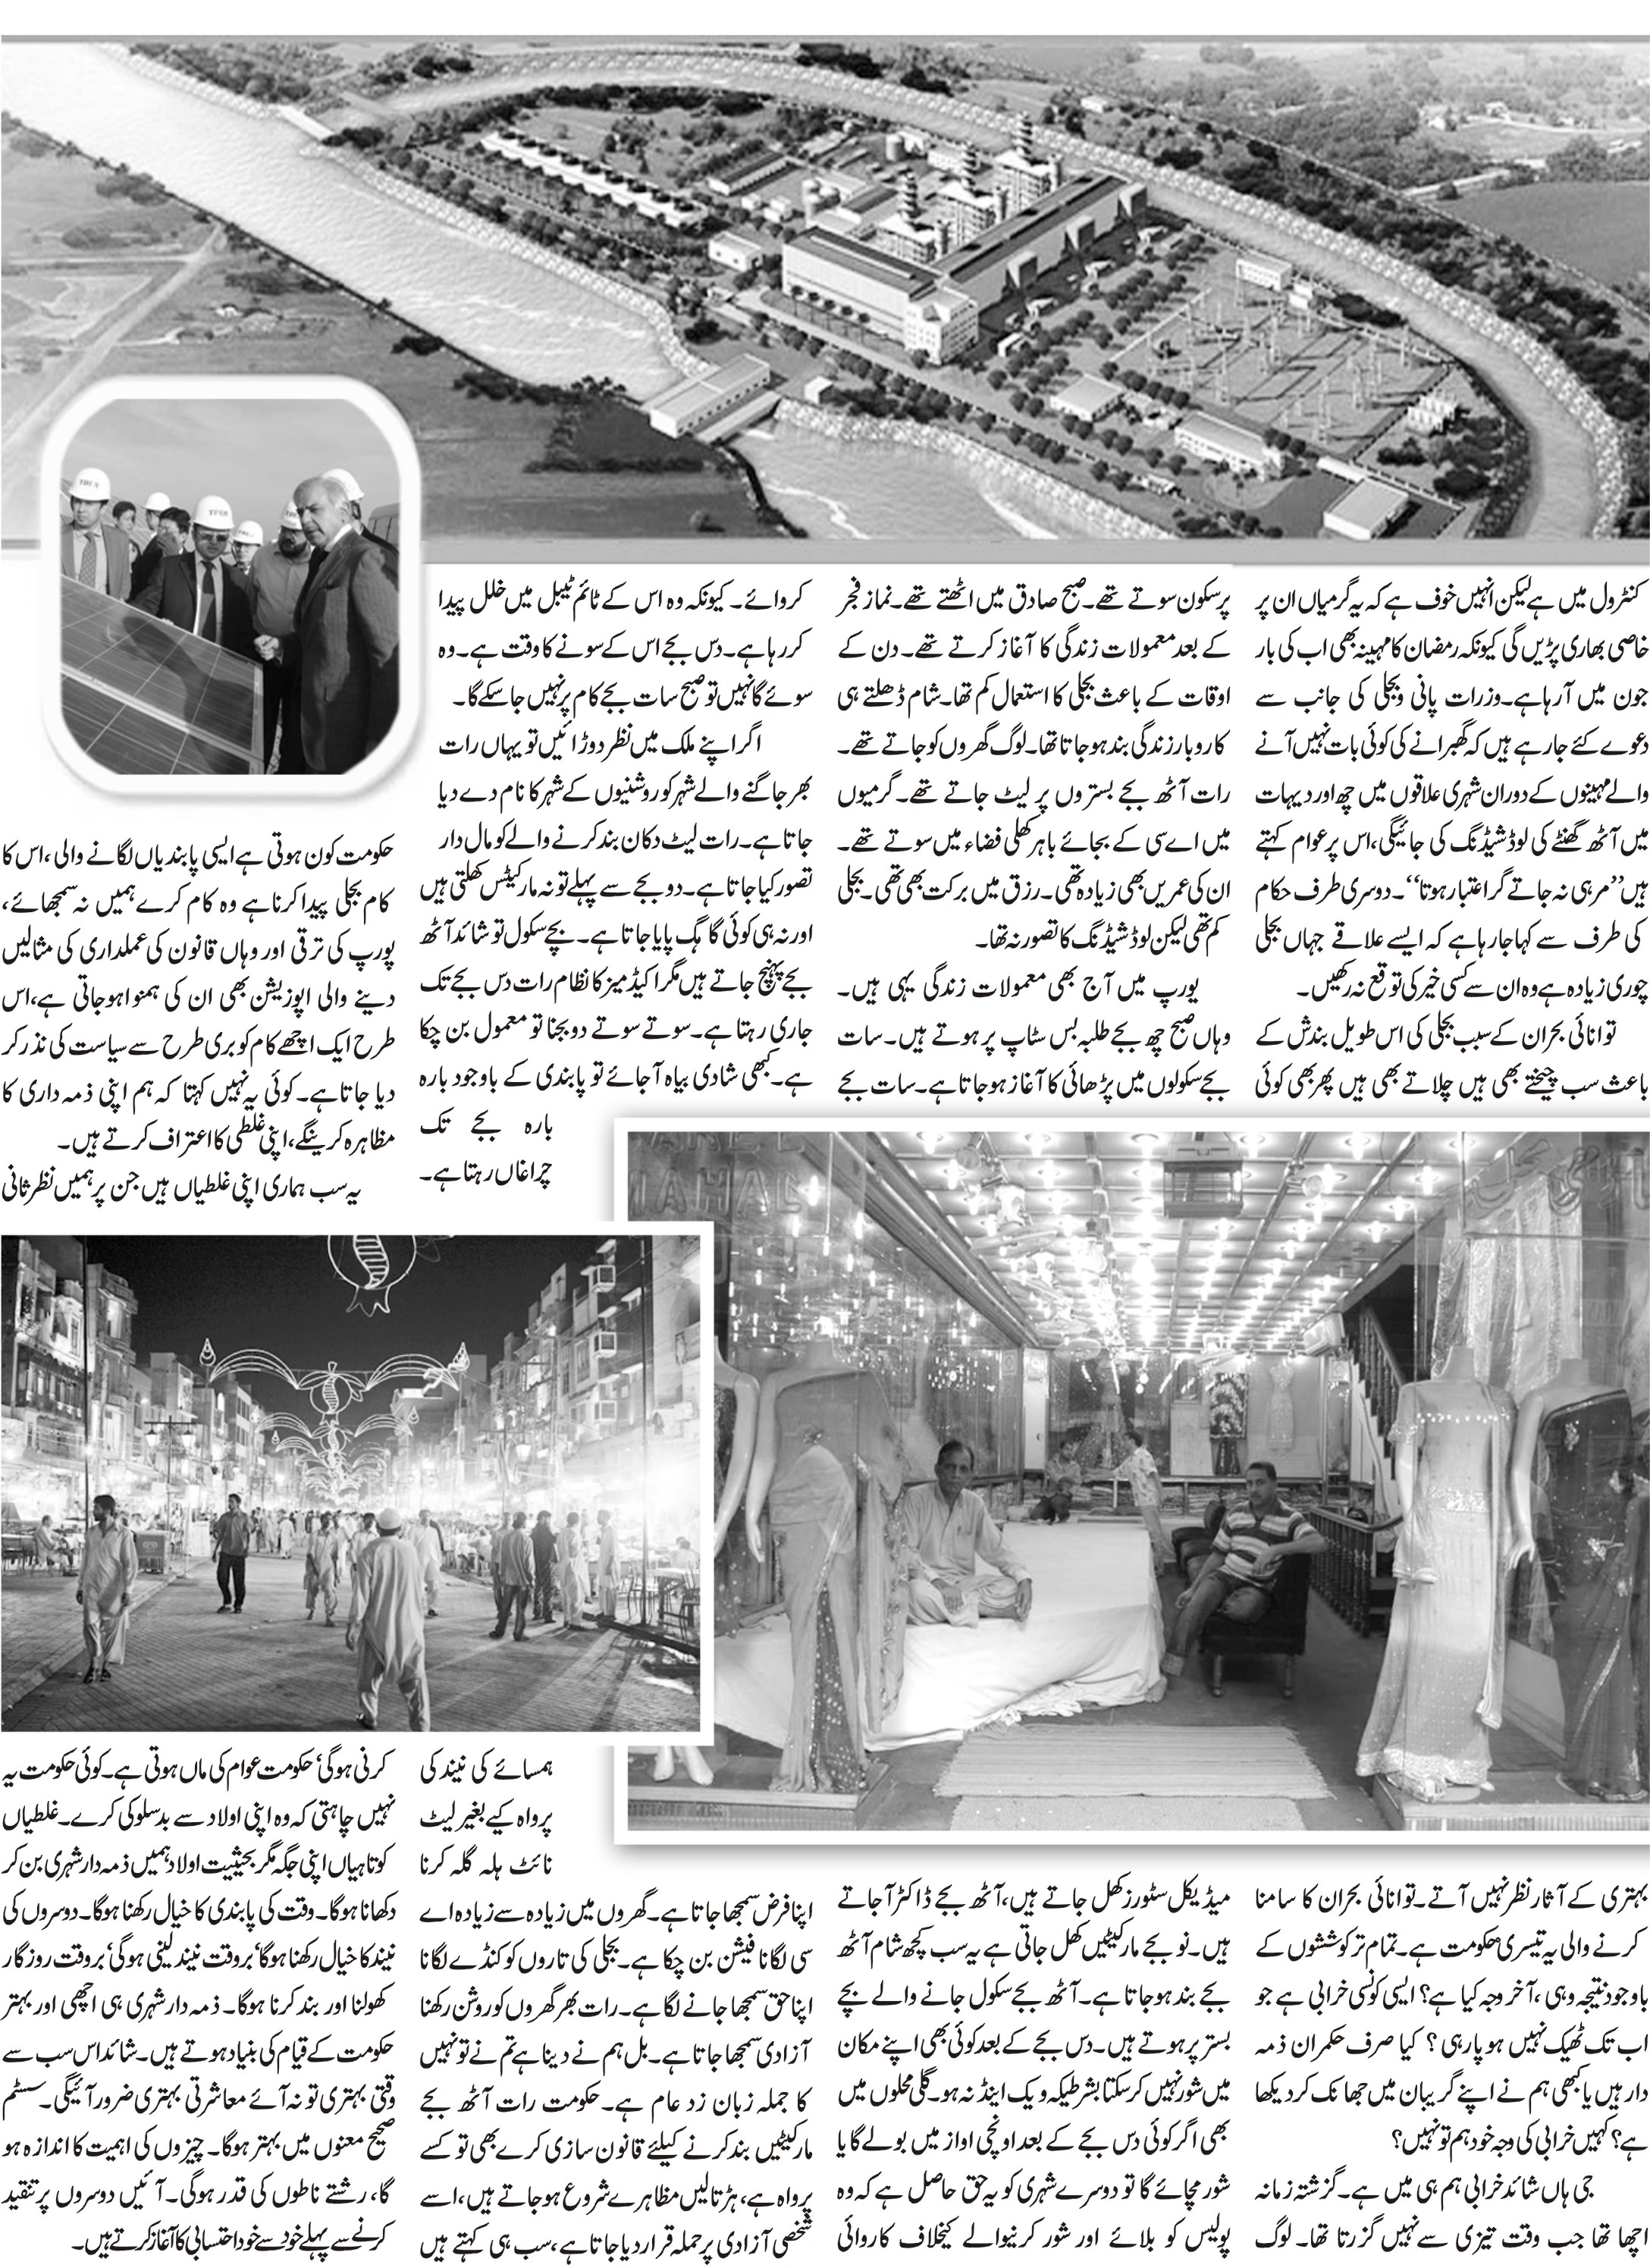 کنٹرول میں ہے لیکن انہیں خوف ہے کہ یہ گرمیاں ان پر
خاصی بھاری پڑیں گی کیونکہ رمضان کا مہینہ بھی اب کی بار
جون میں آ رہا ہے۔ وزرات پانی وبجلی کی جانب سے
دعوے کئے جا رہے ہیں کہ گھبرانے کی کوئی بات نہیں آنے
والے مہینوں کے دوران شہری علاقوں میں چھ اور دیہات
میں آٹھ گھنٹے کی لوڈشیڈنگ کی جائیگی، اس پر عوام کہتے
ہیں ’’مر ہی نہ جاتے گر اعتبار ہوتا‘‘۔ دوسری طرف حکام
کی طرف سے کہا جا رہا ہے کہ ایسے علاقے جہاں بجلی
چوری زیادہ ہے وہ ان سے کسی خیر کی توقع نہ رکھیں۔
توانائی بحران کے سبب بجلی کی اس طویل بندش کے
باعث سب چیختے بھی ہیں چلاتے بھی ہیں پھر بھی کوئی
بہتری کے آثار نظر نہیں آتے۔ توانائی بحران کا سامنا
کرنے والی یہ تیسری حکومت ہے۔ تمام تر کوششوں کے
باوجود نتیجہ وہی، آخر وجہ کیا ہے؟ ایسی کونسی خرابی ہے جو
اب تک ٹھیک نہیں ہو پا رہی؟ کیا صرف حکمران ذمہ
دار ہیں یا کبھی ہم نے اپنے گریبان میں جھانک کر دیکھا
ہے؟ کہیں خرابی کی وجہ خود ہم تو نہیں؟
جی ہاں شائد خرابی ہم ہی میں ہے۔ گزشتہ زمانہ
اچھا تھا جب وقت تیزی سے نہیں گزرتا تھا۔ لوگ
پرسکون سوتے تھے۔ صبح صادق میں اٹھتے تھے۔ نماز فجر
کے بعد معمولات زندگی کا آغاز کرتے تھے۔ دن کے
اوقات کے باعث بجلی کا استعمال کم تھا۔ شام ڈھلتے ہی
کاروبار زندگی بند ہو جاتا تھا۔ لوگ گھروں کو جاتے تھے۔
رات آٹھ بجے بستروں پر لیٹ جاتے تھے۔ گرمیوں
میں اے سی کے بجائے باہر کھلی فضاء میں سوتے تھے۔
ان کی عمریں بھی زیادہ تھی۔ رزق میں برکت بھی تھی۔ بجلی
کم تھی لیکن لوڈشیڈنگ کا تصور نہ تھا۔
یورپ میں آج بھی معمولات زندگی یہی ہیں۔
وہاں صبح چھ بجے طلبہ بس سٹاپ پر ہوتے ہیں۔ سات
بجے سکولوں میں پڑھائی کا آغاز ہو جاتا ہے۔ سات بجے
میڈیکل سٹورز کھل جاتے ہیں، آٹھ بجے ڈاکٹر آ جاتے
ہیں۔ نو بجے مارکیٹیں کھل جاتی ہے یہ سب کچھ شام آٹھ
بجے بند ہو جاتا ہے۔ آٹھ بجے سکول جانے والے بچے
بستر پر ہوتے ہیں۔ دس بجے کے بعد کوئی بھی اپنے مکان
میں شور نہیں کر سکتا بشرطیکہ ویک اینڈ نہ ہو۔ گلی محلوں میں
بھی اگر کوئی دس بجے کے بعد اونچی اواز میں بولے گا یا
شور مچائے گا تو دوسرے شہری کو یہ حق حاصل ہے کہ وہ
پولیس کو بلائے اور شور کرنیوالے کیخلاف کاروائی
کروائے۔ کیونکہ وہ اس کے ٹائم ٹیبل میں خلل پیدا
کر رہا ہے۔ دس بجے اس کے سونے کا وقت ہے۔ وہ
سوئے گا نہیں تو صبح سات بجے کام پر نہیں جا سکے گا۔
اگر اپنے ملک میں نظر دوڑائیں تو یہاں رات
بھر جاگنے والے شہر کو روشنیوں کے شہر کا نام دے دیا
جاتا ہے۔ رات لیٹ دکان بند کرنے والے کو مال دار
تصور کیا جاتا ہے۔ دو بجے سے پہلے تو نہ مارکیٹس کھلتی ہیں
اور نہ ہی کوئی گاہگ پایا جاتا ہے۔ بچے سکول تو شائد آٹھ
بجے پہنچ جاتے ہیں مگر اکیڈمیز کا نظام رات دس بجے تک
جاری رہتا ہے۔ سوتے سوتے دو بجنا تو معمول بن چکا
ہے۔ کبھی شادی بیاہ آ جائے تو پابندی کے باوجود بارہ
بارہ بجے تک
چراغاں رہتا ہے۔
ہمسائے کی نیند کی
پرواہ کیے بغیر لیٹ
نائٹ ہلہ گلہ کرنا
اپنا فرض سمجھا جاتا ہے۔ گھروں میں زیادہ سے زیادہ اے
سی لگانا فیشن بن چکا ہے۔ بجلی کی تاروں کو کنڈے لگانا
اپنا حق سمجھا جانے لگا ہے۔ رات بھر گھروں کو روشن رکھنا
آزادی سمجھا جاتا ہے۔ بل ہم نے دینا ہے تم نے تو نہیں
کا جملہ زبان زد عام ہے۔ حکومت رات آٹھ بجے
مارکیٹیں بند کرنے کیلئے قانون سازی کرے بھی تو کسے
پرواہ ہے، ہڑتالیں مظاہرے شروع ہو جاتے ہیں، اسے
شخصی آزادی پر حملہ قرار دیا جاتا ہے، سب ہی کہتے ہیں
حکومت کون ہوتی ہے ایسی پابندیاں لگانے والی، اس کا
کام بجلی پیدا کرنا ہے وہ کام کرے ہمیں نہ سمجھائے،
یورپ کی ترقی اور وہاں قانون کی عملداری کی مثالیں
دینے والی اپوزیشن بھی ان کی ہمنوا ہو جاتی ہے، اس
طرح ایک اچھے کام کو بری طرح سے سیاست کی نذر کر
دیا جاتا ہے۔ کوئی یہ نہیں کہتا کہ ہم اپنی ذمہ داری کا
مظاہرہ کرینگے، اپنی غلطی کا اعتراف کرتے ہیں۔
یہ سب ہماری اپنی غلطیاں ہیں جن پر ہمیں نظر ثانی
کرنی ہوگی‘ حکومت عوام کی ماں ہوتی ہے۔ کوئی حکومت یہ
نہیں چاہتی کہ وہ اپنی اولاد سے بدسلوکی کرے۔ غلطیاں
کوتاہیاں اپنی جگہ مگر بحیثیت اولاد ہمیں ذمہ دار شہری بن کر
دکھانا ہوگا۔ وقت کی پابندی کا خیال رکھنا ہوگا۔ دوسروں کی
نیند کا خیال رکھنا ہوگا‘ بروقت نیند لینی ہوگی‘ بروقت روزگار
کھولنا اور بند کرنا ہوگا۔ ذمہ دار شہری ہی اچھی اور بہتر
حکومت کے قیام کی بنیاد ہوتے ہیں۔ شائد اس سب سے
وقتی بہتری تو نہ آئے معاشرتی بہتری ضرور آئیگی۔ سسٹم
صحیح معنوں میں بہتر ہوگا۔ چیزوں کی اہمیت کا اندازہ ہو
گا، رشتے ناطوں کی قدر ہوگی۔ آئیں دوسروں پر تنقید
کرنے سے پہلے خود سے خود احتسابی کا آغاز کرتے ہیں۔